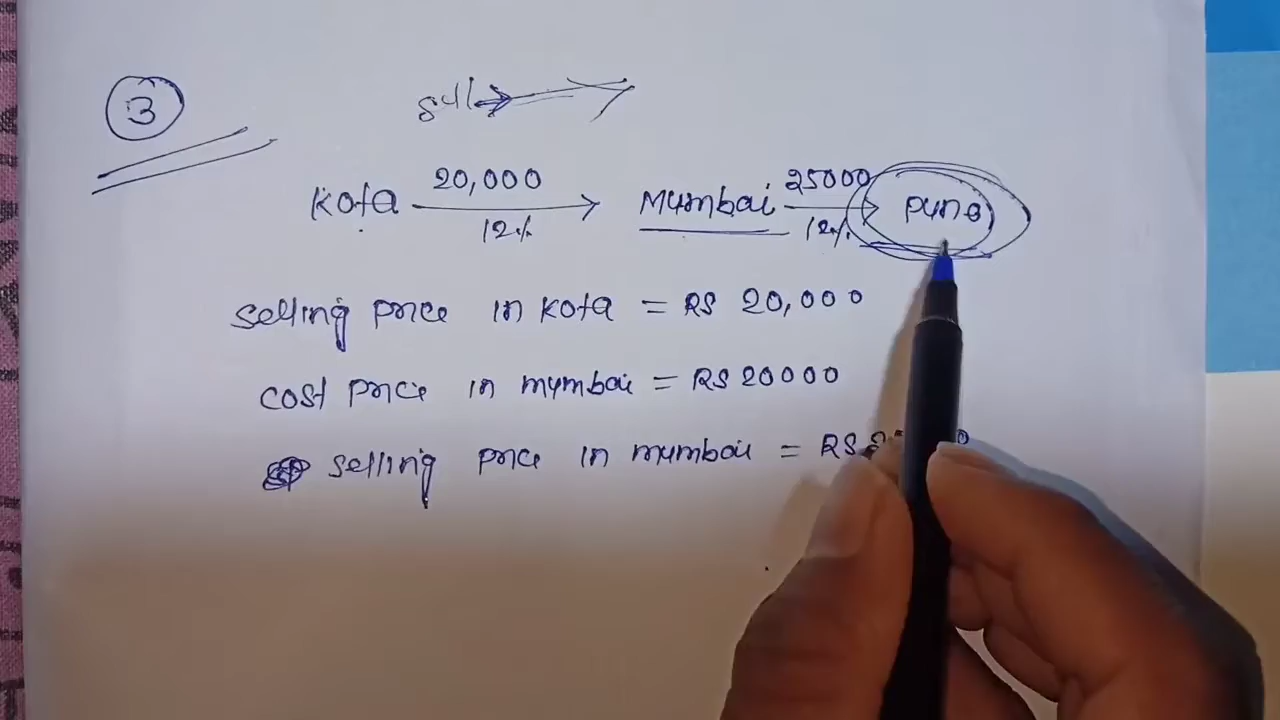 3
sell
Kota 20,000 12% Mumbai 25000 12% Pune
Selling price in Kota = RS 20,000
cost price in mumbai = RS 20000
selling price in mumbai = RS